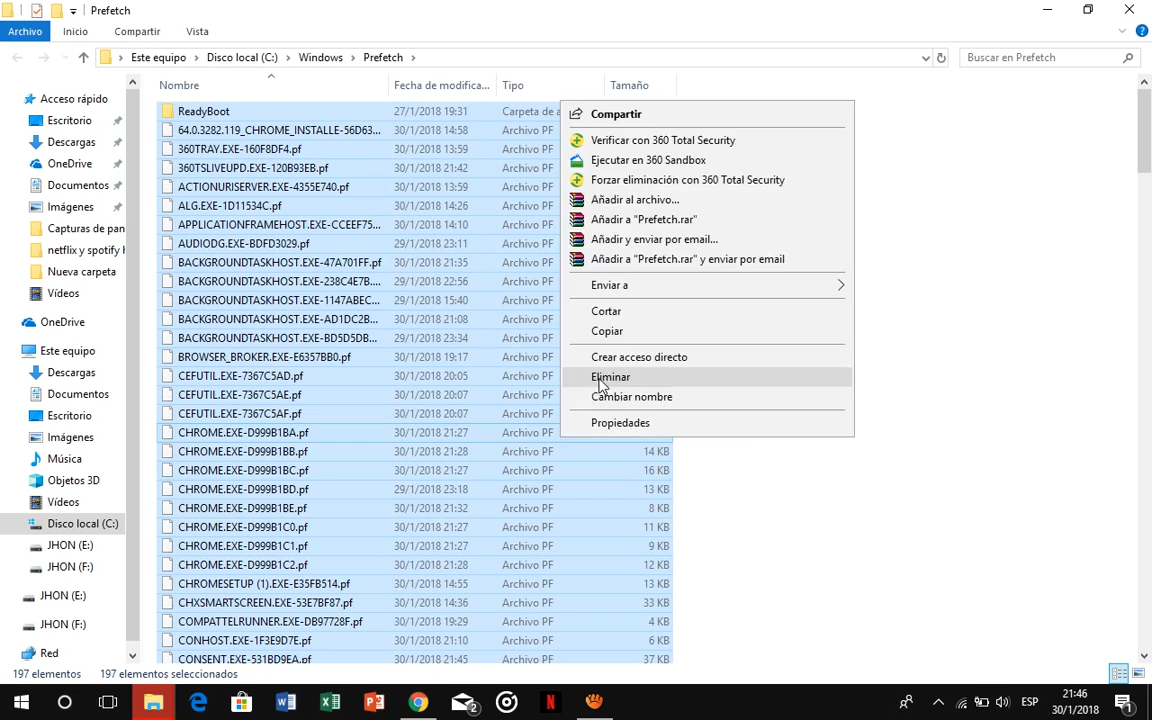 Prefetch
Archivo Inicio Compartir Vista
Este equipo Disco local (C:) Windows Prefetch Buscar en Prefetch
Nombre Fecha de modifica... Tipo Tamaño
Acceso rápido
Escritorio
Descargas
OneDrive
Documentos
Imágenes
Capturas de pan
netflix y spotify
Nueva carpeta
Vídeos
OneDrive
Este equipo
Descargas
Documentos
Escritorio
Imágenes
Música
Objetos 3D
Vídeos
Disco local (C:)
JHON (E:)
JHON (F:)
JHON (E:)
JHON (F:)
Red
ReadyBoot 27/1/2018 19:31 Carpeta de a
64.0.3282.119_CHROME_INSTALLE-56D63... 30/1/2018 14:58 Archivo PF
360TRAY.EXE-160F8DF4.pf 30/1/2018 13:59 Archivo PF
360TSLIVEUPD.EXE-120B93EB.pf 30/1/2018 14:00 Archivo PF
ACTIONURISERVER.EXE-4355E740.pf 30/1/2018 13:59 Archivo PF
ALG.EXE-1D11534C.pf 30/1/2018 14:26 Archivo PF
APPLICATIONFRAMEHOST.EXE-CCEEF75... 30/1/2018 14:10 Archivo PF
AUDIODG.EXE-BDFD3029.pf 29/1/2018 23:11 Archivo PF
BACKGROUNDTASKHOST.EXE-47A701FF.pf 30/1/2018 21:35 Archivo PF
BACKGROUNDTASKHOST.EXE-238C4E7B... 29/1/2018 22:56 Archivo PF
BACKGROUNDTASKHOST.EXE-1147ABEC... 30/1/2018 15:40 Archivo PF
BACKGROUNDTASKHOST.EXE-AD1DC2B... 30/1/2018 21:08 Archivo PF
BACKGROUNDTASKHOST.EXE-BD5D5DB... 30/1/2018 23:34 Archivo PF
BROWSER_BROKER.EXE-E6357BB0.pf 30/1/2018 19:17 Archivo PF
CEFUTIL.EXE-7367C5AD.pf 30/1/2018 20:05 Archivo PF
CEFUTIL.EXE-7367C5AE.pf 30/1/2018 20:07 Archivo PF
CEFUTIL.EXE-7367C5AF.pf 30/1/2018 20:07 Archivo PF
CHROME.EXE-D999B1BA.pf 30/1/2018 21:27 Archivo PF
CHROME.EXE-D999B1BB.pf 30/1/2018 21:28 Archivo PF 14 KB
CHROME.EXE-D999B1BC.pf 30/1/2018 21:27 Archivo PF 16 KB
CHROME.EXE-D999B1BD.pf 29/1/2018 23:18 Archivo PF 13 KB
CHROME.EXE-D999B1BE.pf 30/1/2018 21:32 Archivo PF 8 KB
CHROME.EXE-D999B1C0.pf 30/1/2018 21:27 Archivo PF 11 KB
CHROME.EXE-D999B1C1.pf 30/1/2018 21:27 Archivo PF 9 KB
CHROME.EXE-D999B1C2.pf 30/1/2018 21:27 Archivo PF 12 KB
CHROMESETUP (1).EXE-E35FB514.pf 30/1/2018 14:55 Archivo PF 13 KB
CHXSMARTSCREEN.EXE-53E7BF87.pf 30/1/2018 14:36 Archivo PF 33 KB
COMPATTELRUNNER.EXE-DB97728F.pf 30/1/2018 19:29 Archivo PF 4 KB
CONHOST.EXE-1F3E9D7E.pf 30/1/2018 21:10 Archivo PF 6 KB
CONSENT.EXE-531BD9EA.pf 30/1/2018 21:45 Archivo PF 37 KB
Compartir
Verificar con 360 Total Security
Ejecutar en 360 Sandbox
Forzar eliminación con 360 Total Security
Añadir al archivo...
Añadir a "Prefetch.rar"
Añadir y enviar por email...
Añadir a "Prefetch.rar" y enviar por email
Enviar a
Cortar
Copiar
Crear acceso directo
Eliminar
Cambiar nombre
Propiedades
197 elementos 197 elementos seleccionados
2 ESP 21:46 1
30/1/2018